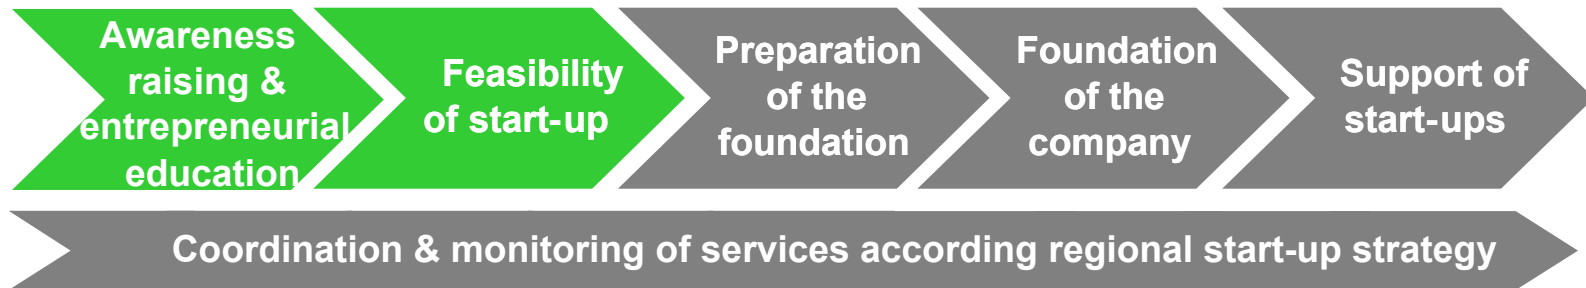 Awareness
raising &
entrepreneurial
education
Feasibility
of start-up
Preparation
of the
foundation
Foundation
of the
company
Support of
start-ups
Coordination & monitoring of services according regional start-up strategy